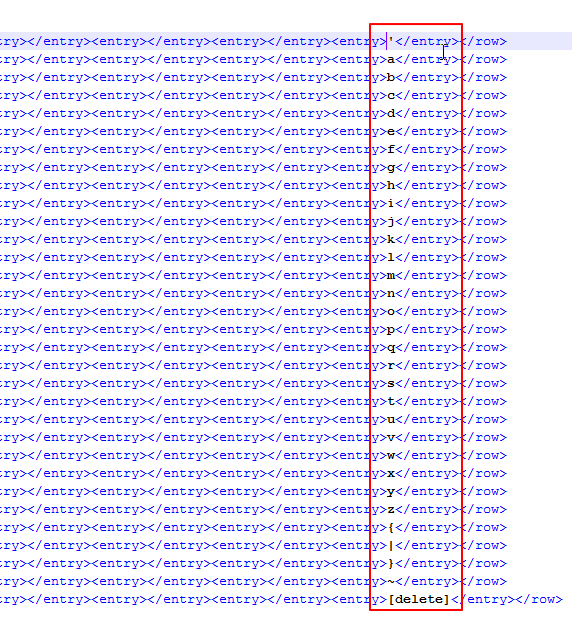 ry></entry><entry></entry><entry></entry><entry>'</entry></row>
ry></entry><entry></entry><entry></entry><entry>a</entry></row>
ry></entry><entry></entry><entry></entry><entry>b</entry></row>
ry></entry><entry></entry><entry></entry><entry>c</entry></row>
ry></entry><entry></entry><entry></entry><entry>d</entry></row>
ry></entry><entry></entry><entry></entry><entry>e</entry></row>
ry></entry><entry></entry><entry></entry><entry>f</entry></row>
ry></entry><entry></entry><entry></entry><entry>g</entry></row>
ry></entry><entry></entry><entry></entry><entry>h</entry></row>
ry></entry><entry></entry><entry></entry><entry>i</entry></row>
ry></entry><entry></entry><entry></entry><entry>j</entry></row>
ry></entry><entry></entry><entry></entry><entry>k</entry></row>
ry></entry><entry></entry><entry></entry><entry>l</entry></row>
ry></entry><entry></entry><entry></entry><entry>m</entry></row>
ry></entry><entry></entry><entry></entry><entry>n</entry></row>
ry></entry><entry></entry><entry></entry><entry>o</entry></row>
ry></entry><entry></entry><entry></entry><entry>p</entry></row>
ry></entry><entry></entry><entry></entry><entry>q</entry></row>
ry></entry><entry></entry><entry></entry><entry>r</entry></row>
ry></entry><entry></entry><entry></entry><entry>s</entry></row>
ry></entry><entry></entry><entry></entry><entry>t</entry></row>
ry></entry><entry></entry><entry></entry><entry>u</entry></row>
ry></entry><entry></entry><entry></entry><entry>v</entry></row>
ry></entry><entry></entry><entry></entry><entry>w</entry></row>
ry></entry><entry></entry><entry></entry><entry>x</entry></row>
ry></entry><entry></entry><entry></entry><entry>y</entry></row>
ry></entry><entry></entry><entry></entry><entry>z</entry></row>
ry></entry><entry></entry><entry></entry><entry>{</entry></row>
ry></entry><entry></entry><entry></entry><entry>|</entry></row>
ry></entry><entry></entry><entry></entry><entry>}</entry></row>
ry></entry><entry></entry><entry></entry><entry>~</entry></row>
ry></entry><entry></entry><entry></entry><entry>[delete]</entry></row>